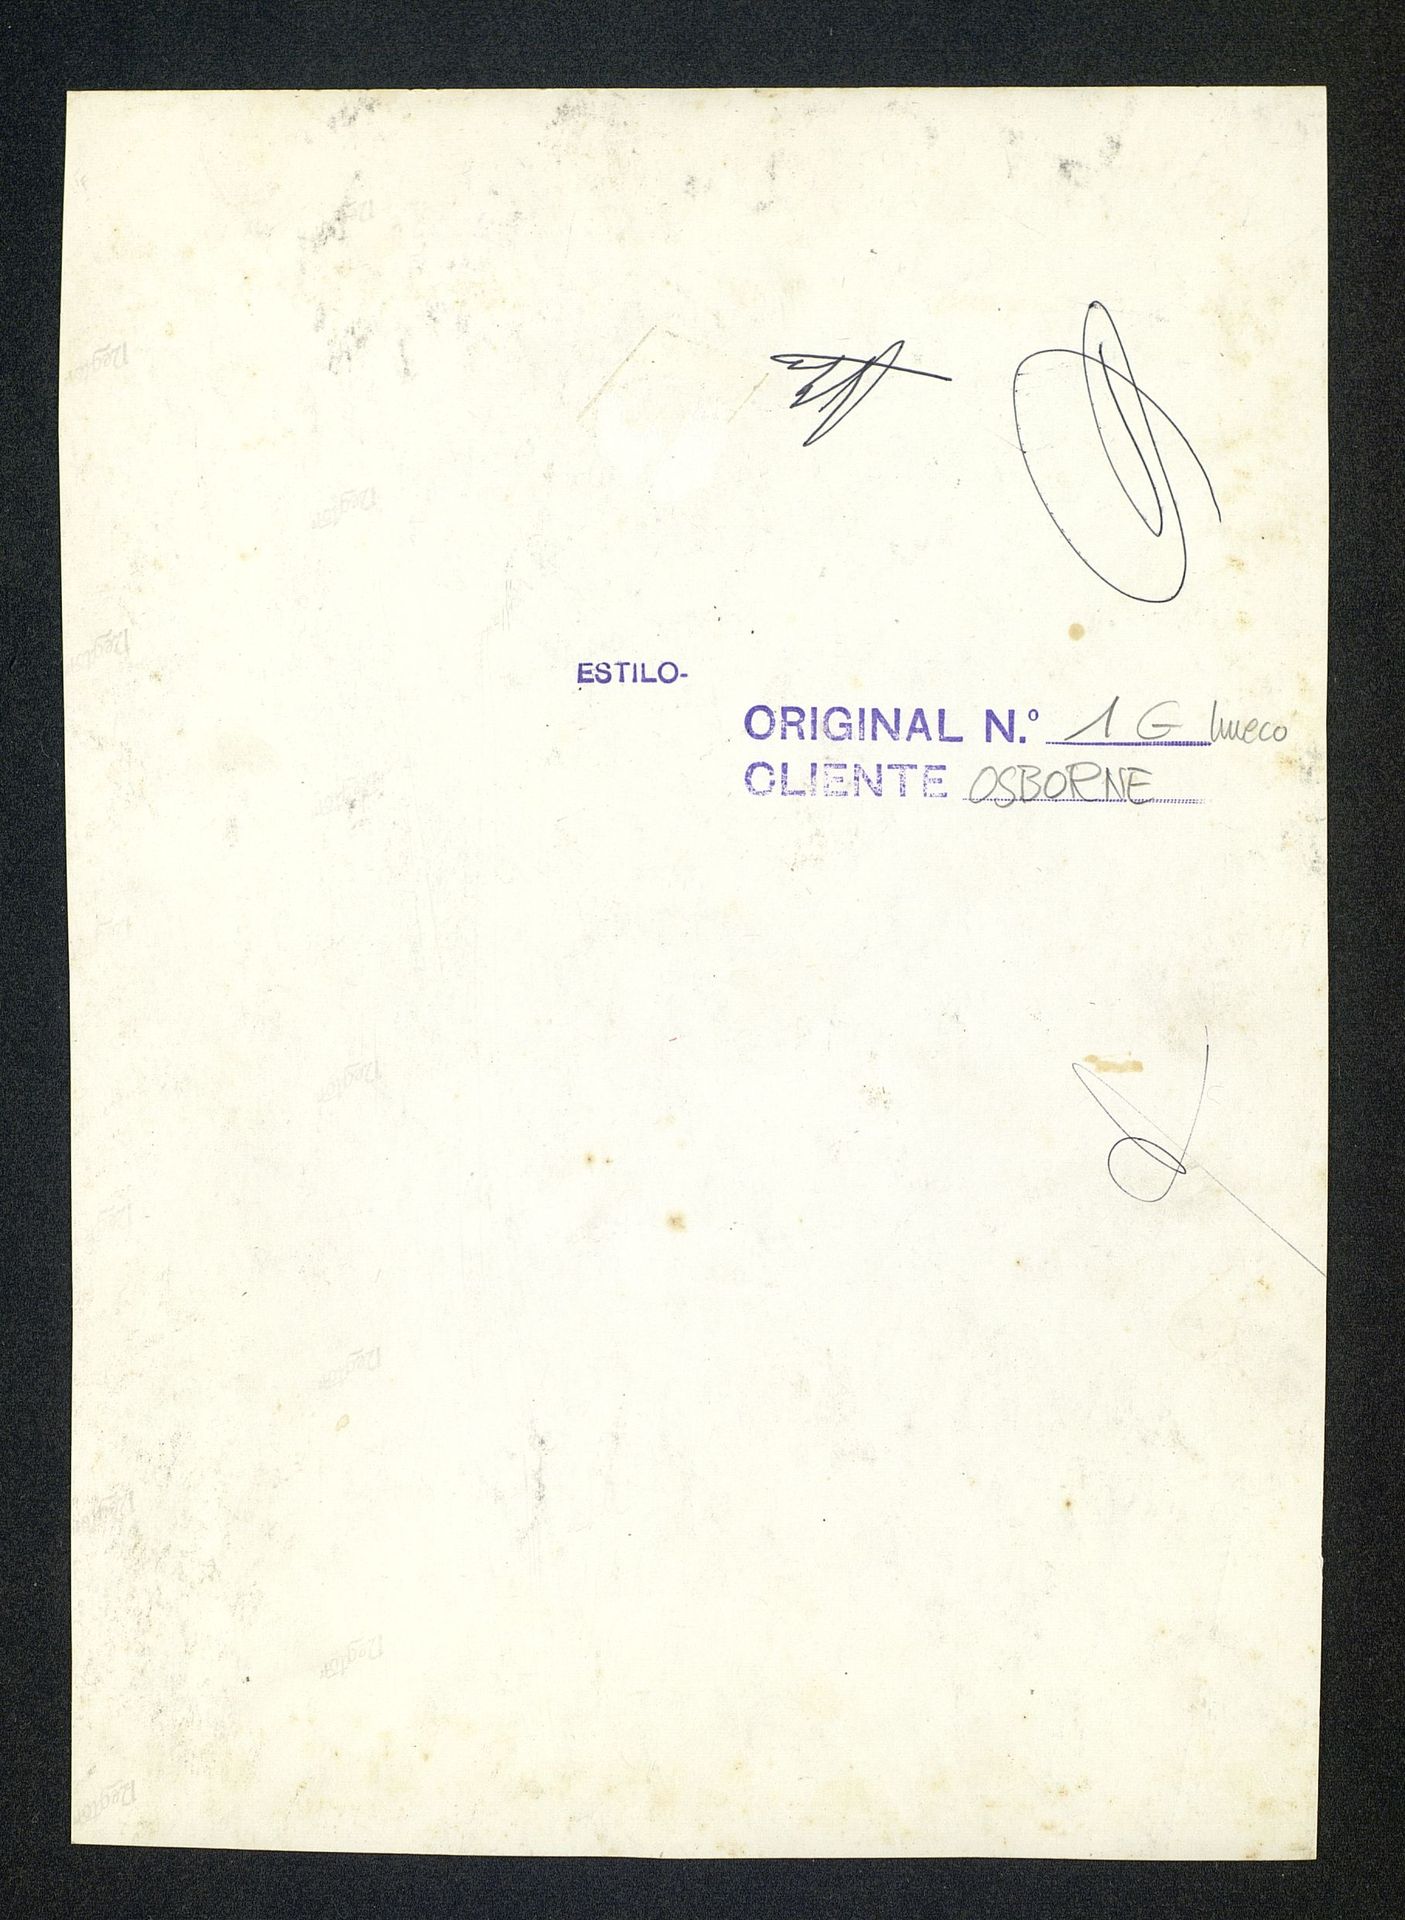 ESTILO-
ORIGINAL N.º 1 G hueco
CLIENTE OSBORNE